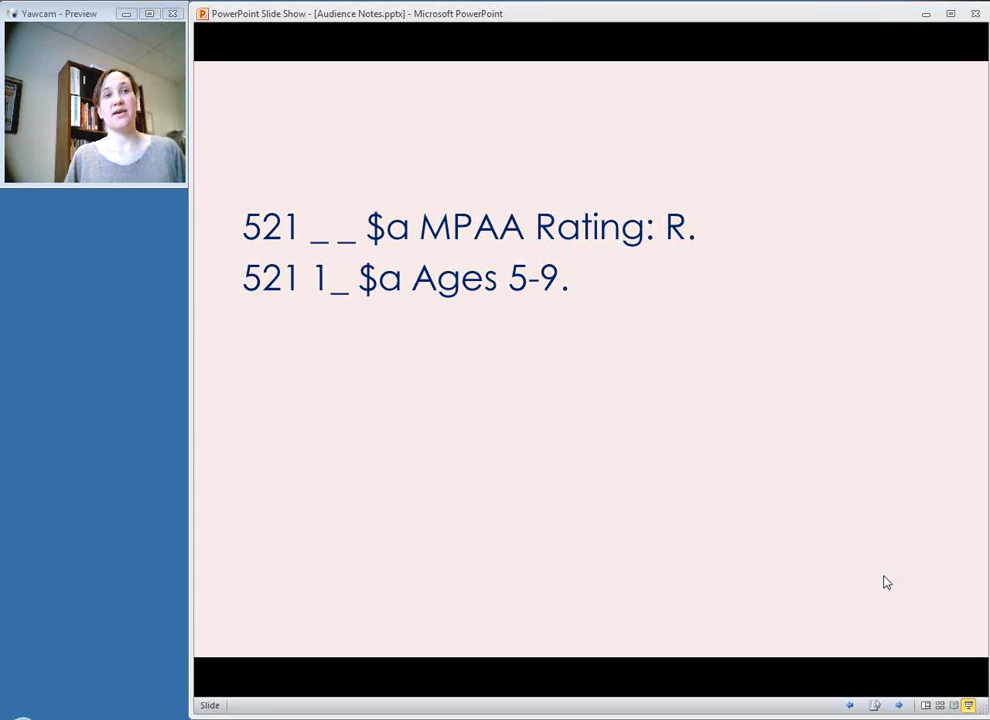 Yawcam - Preview
PowerPoint Slide Show - [Audience Notes.pptx] - Microsoft PowerPoint
521 _ _ $a MPAA Rating: R.
521 1_ $a Ages 5-9.
Slide